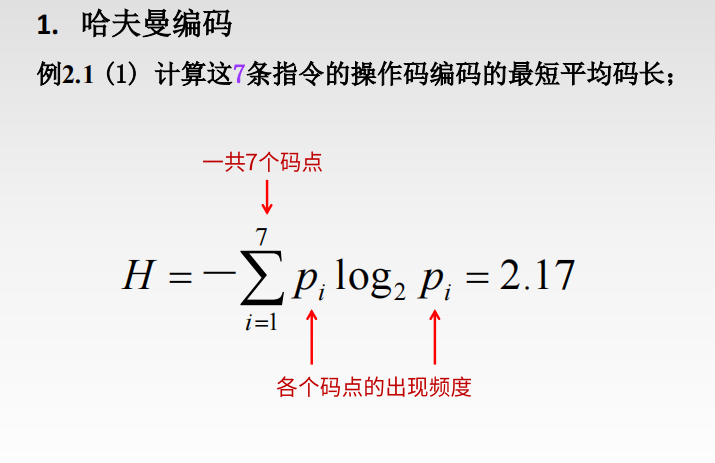 1. 哈夫曼编码
例2.1 (1) 计算这7条指令的操作码编码的最短平均码长；
一共7个码点
H = −∑_{i=1}^{7} p_i log_2 p_i = 2.17
各个码点的出现频度